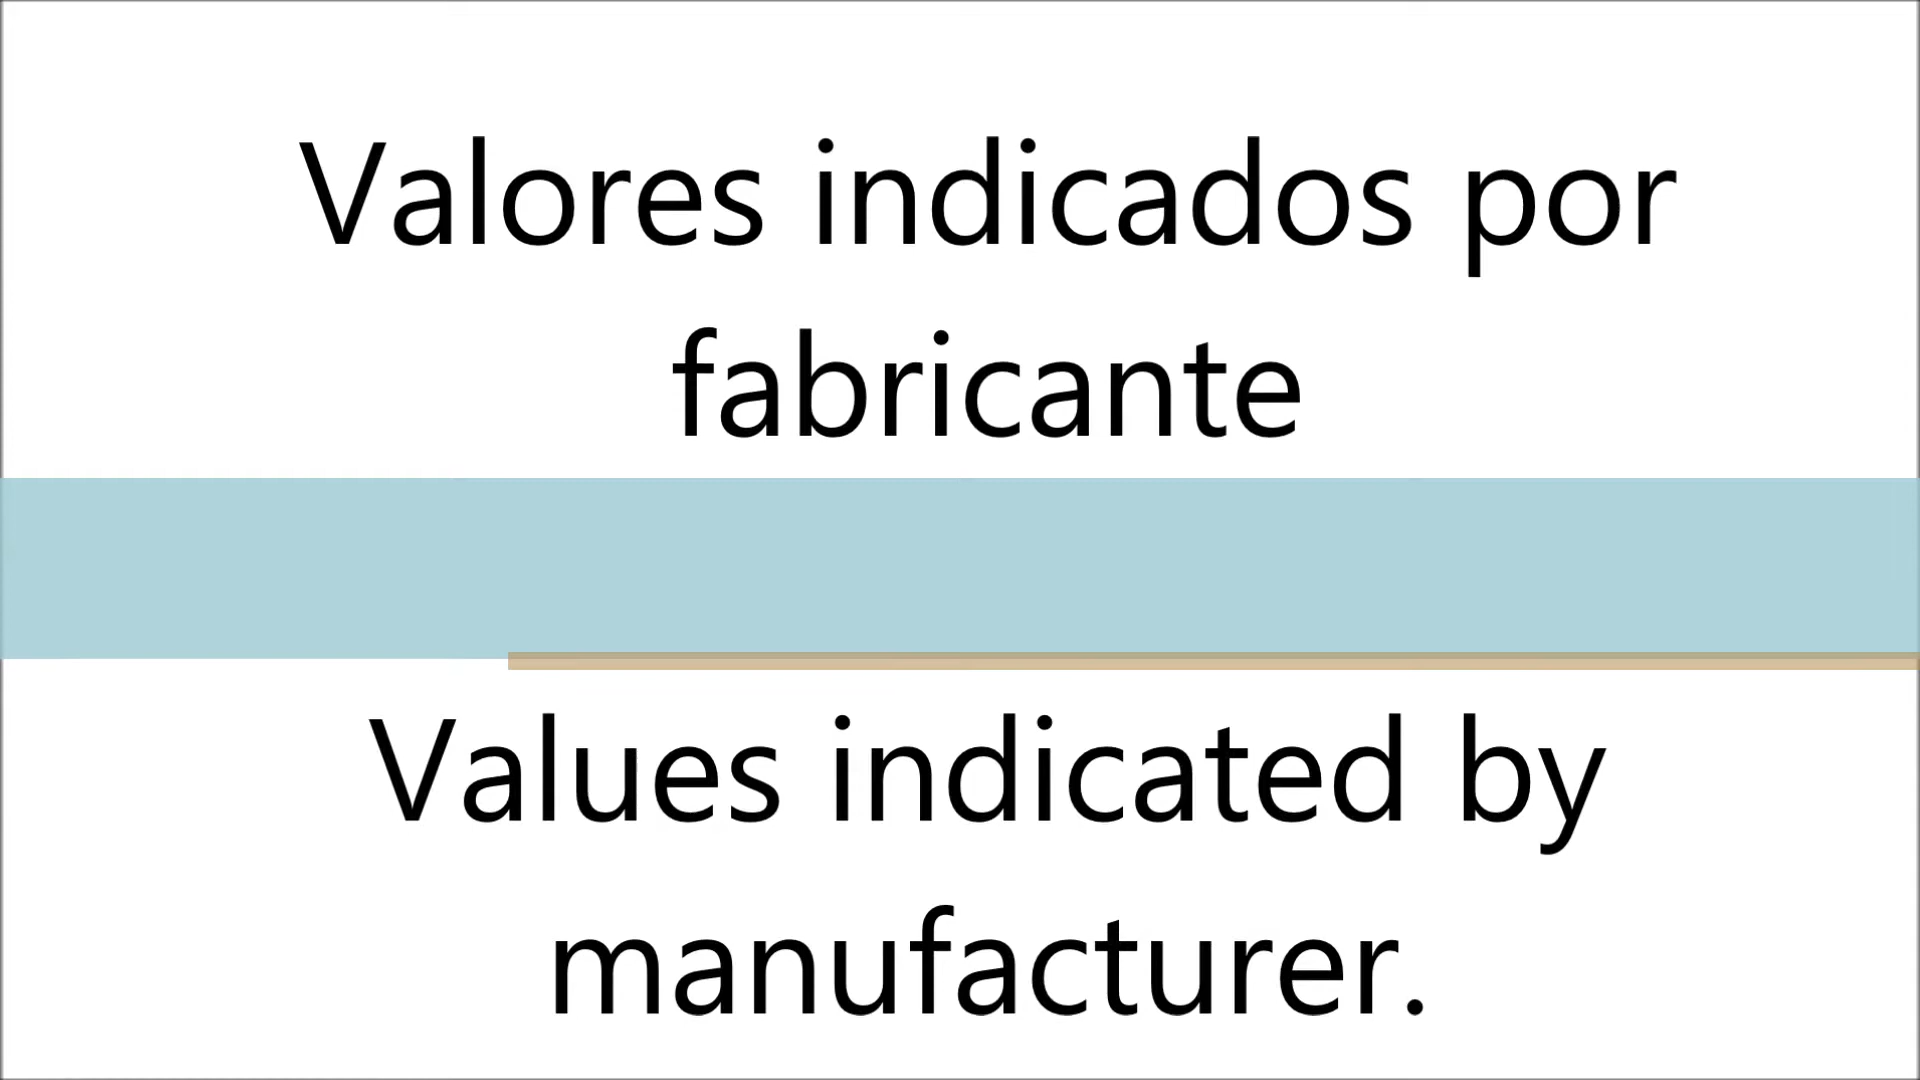 Valores indicados por
fabricante
Values indicated by
manufacturer.